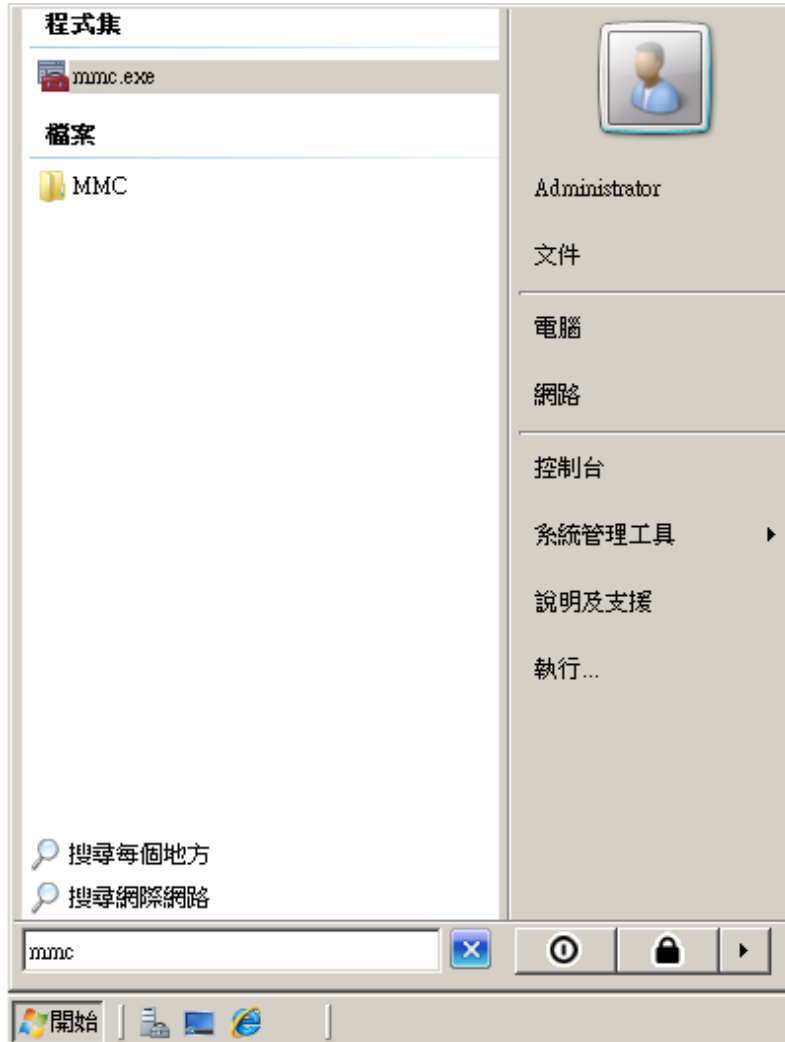 程式集
mmc.exe
檔案
MMC
搜尋每個地方
搜尋網際網路
mmc
Administrator
文件
電腦
網路
控制台
系統管理工具
說明及支援
執行...
開始